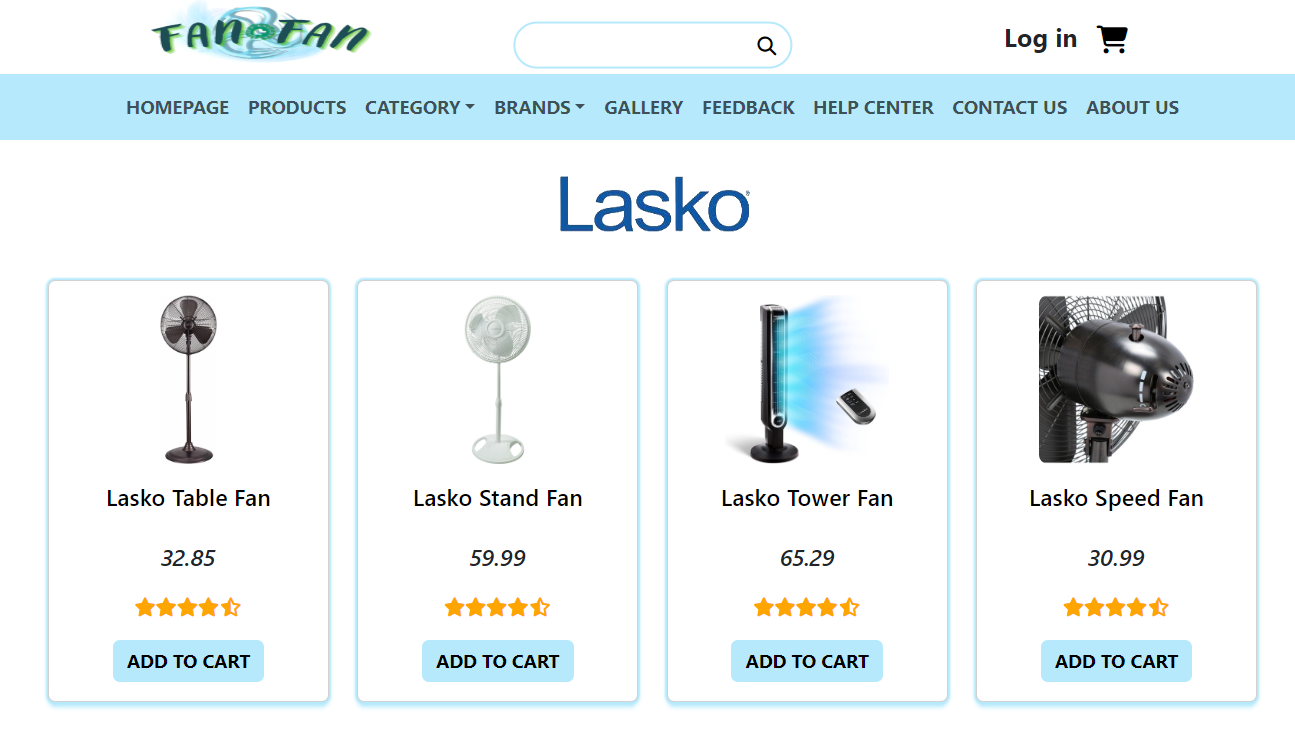 FAN FAN
Log in
HOMEPAGE PRODUCTS CATEGORY BRANDS GALLERY FEEDBACK HELP CENTER CONTACT US ABOUT US
Lasko®
Lasko Table Fan Lasko Stand Fan Lasko Tower Fan Lasko Speed Fan
32.85 59.99 65.29 30.99
ADD TO CART ADD TO CART ADD TO CART ADD TO CART